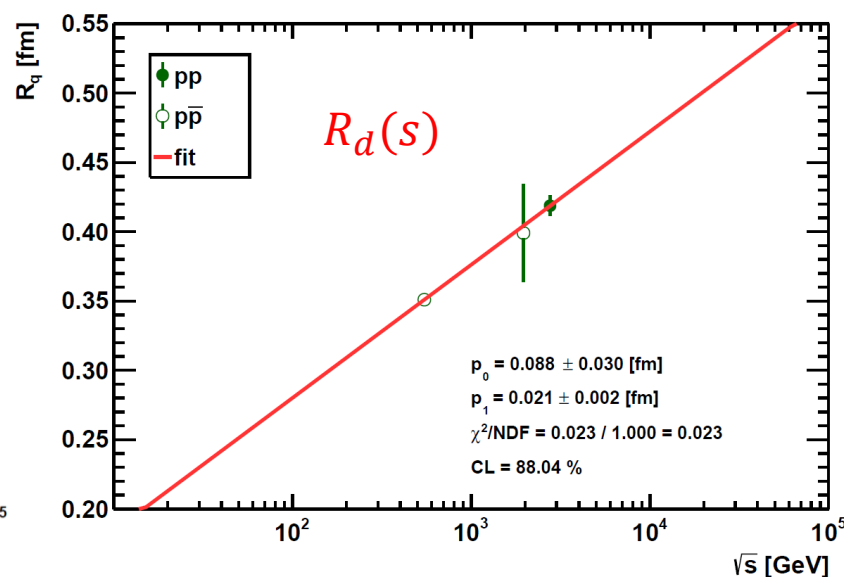 0.55
0.50
0.45
0.40
0.35
0.30
0.25
0.20
R_q [fm]
pp
pp̅
fit
R_d(s)
p_0 = 0.088 ± 0.030 [fm]
p_1 = 0.021 ± 0.002 [fm]
χ²/NDF = 0.023 / 1.000 = 0.023
CL = 88.04 %
5
10² 10³ 10⁴ 10⁵
√s [GeV]